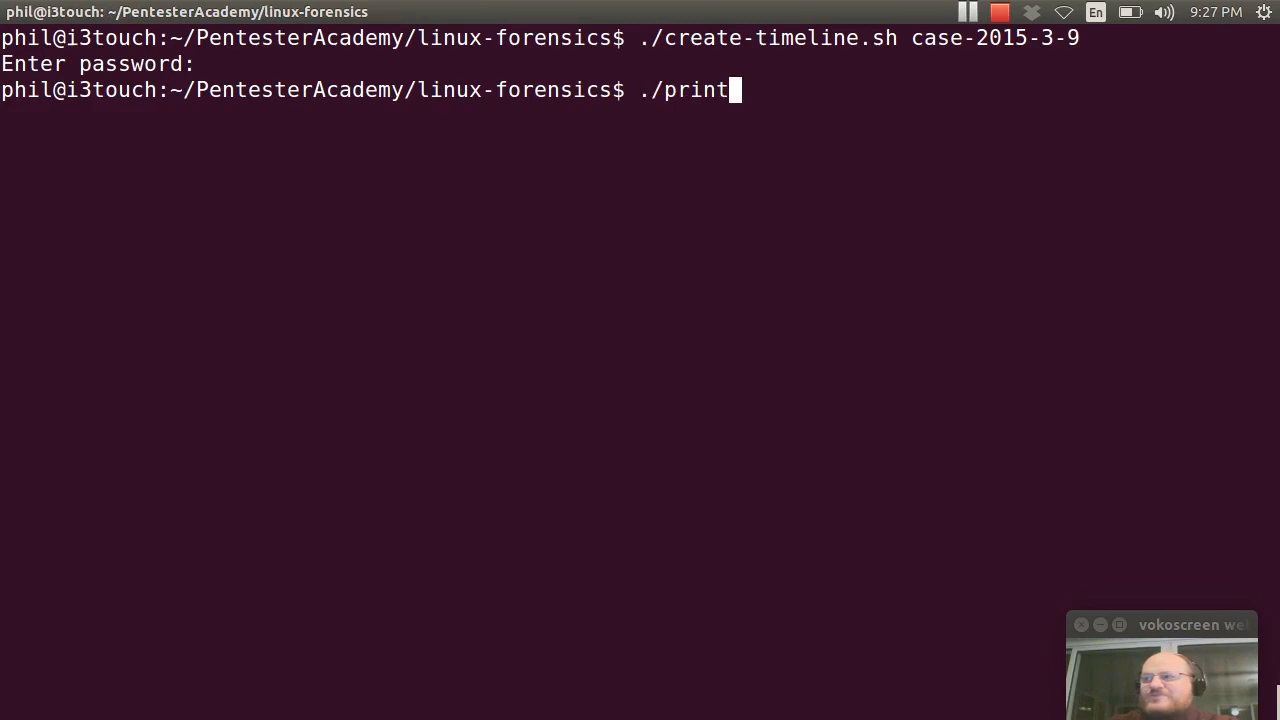 phil@i3touch: ~/PentesterAcademy/linux-forensics
En
9:27 PM
phil@i3touch:~/PentesterAcademy/linux-forensics$ ./create-timeline.sh case-2015-3-9
Enter password:
phil@i3touch:~/PentesterAcademy/linux-forensics$ ./print
vokoscreen we